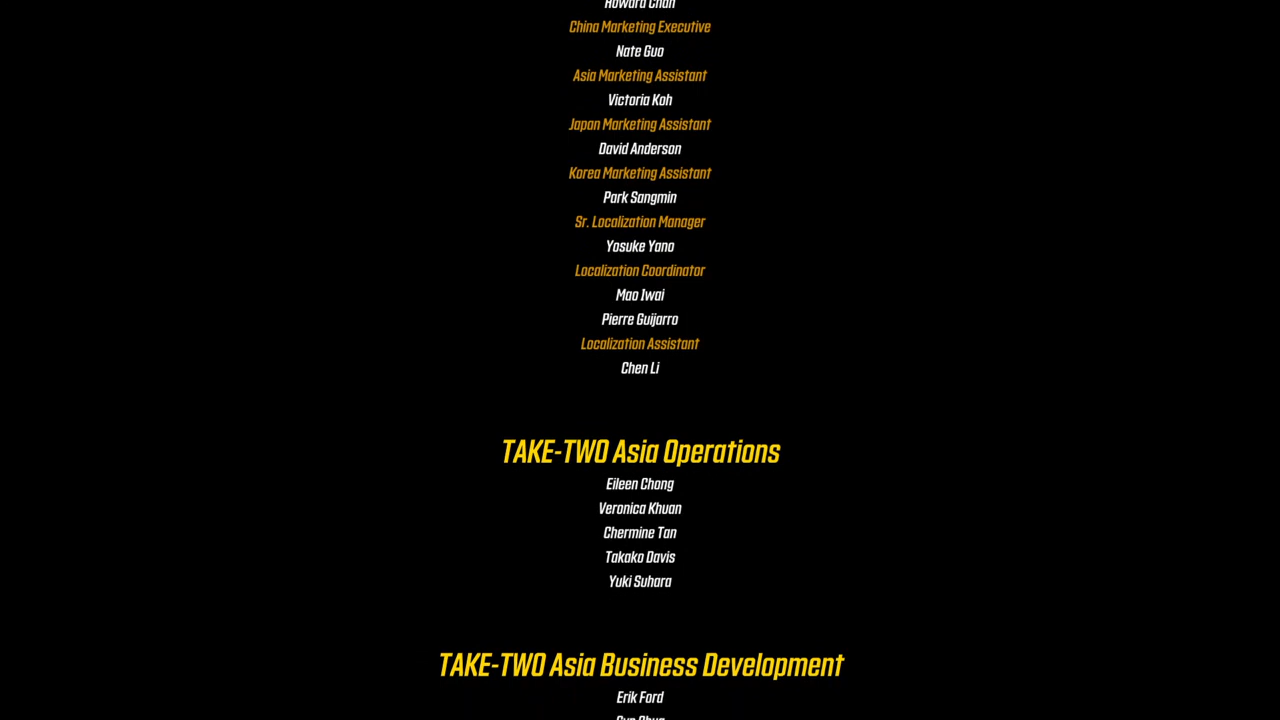 Howard Chan
China Marketing Executive
Nate Guo
Asia Marketing Assistant
Victoria Koh
Japan Marketing Assistant
David Anderson
Korea Marketing Assistant
Park Sangmin
Sr. Localization Manager
Yosuke Yano
Localization Coordinator
Mao Iwai
Pierre Guijarro
Localization Assistant
Chen Li
TAKE-TWO Asia Operations
Eileen Chong
Veronica Khuan
Chermine Tan
Takako Davis
Yuki Suhara
TAKE-TWO Asia Business Development
Erik Ford